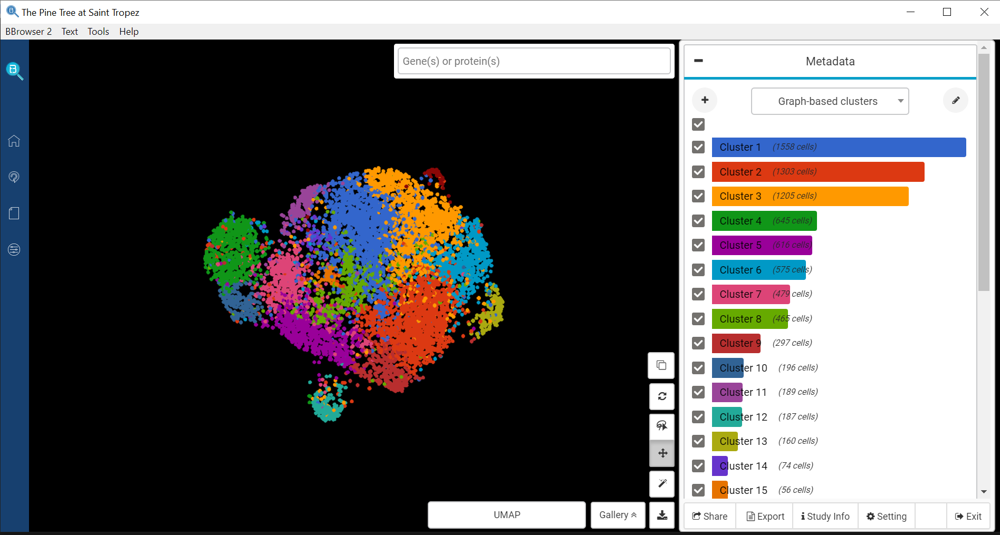 The Pine Tree at Saint Tropez
BBrowser 2 Text Tools Help
Gene(s) or protein(s)
Metadata
Graph-based clusters
Cluster 1 (1558 cells)
Cluster 2 (1303 cells)
Cluster 3 (1205 cells)
Cluster 4 (645 cells)
Cluster 5 (616 cells)
Cluster 6 (575 cells)
Cluster 7 (479 cells)
Cluster 8 (465 cells)
Cluster 9 (297 cells)
Cluster 10 (196 cells)
Cluster 11 (189 cells)
Cluster 12 (187 cells)
Cluster 13 (160 cells)
Cluster 14 (74 cells)
Cluster 15 (56 cells)
UMAP Gallery
Share Export Study Info Setting Exit